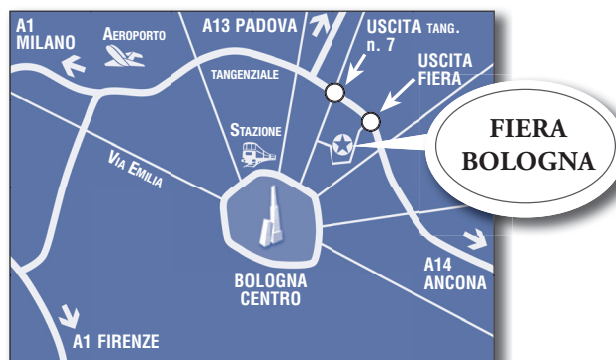 A1
MILANO
AEROPORTO
A13 PADOVA
USCITA TANG.
n. 7
USCITA
FIERA
TANGENZIALE
STAZIONE
FIERA
BOLOGNA
VIA EMILIA
BOLOGNA
CENTRO
A14
ANCONA
A1 FIRENZE